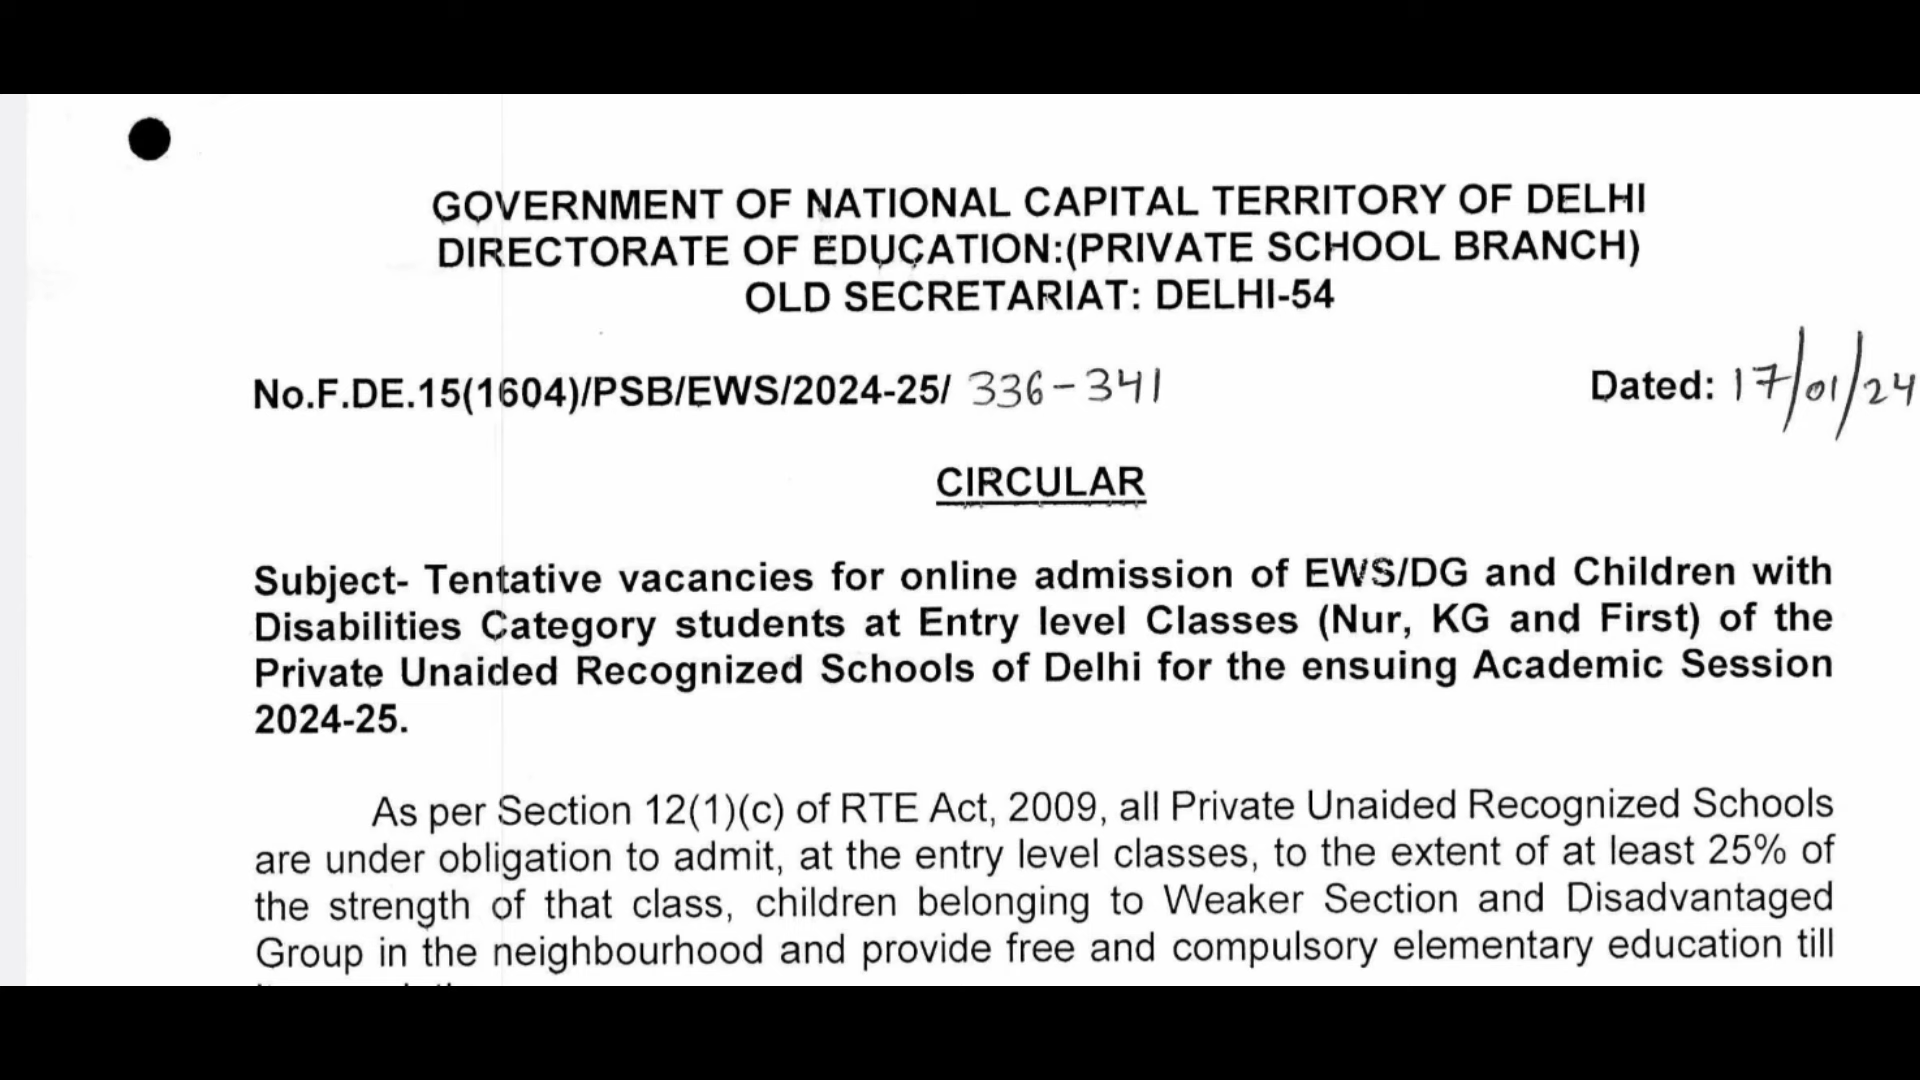 GOVERNMENT OF NATIONAL CAPITAL TERRITORY OF DELHI
DIRECTORATE OF EDUCATION:(PRIVATE SCHOOL BRANCH)
OLD SECRETARIAT: DELHI-54
No.F.DE.15(1604)/PSB/EWS/2024-25/ 336-341 Dated: 17/01/24
CIRCULAR
Subject- Tentative vacancies for online admission of EWS/DG and Children with
Disabilities Category students at Entry level Classes (Nur, KG and First) of the
Private Unaided Recognized Schools of Delhi for the ensuing Academic Session
2024-25.
As per Section 12(1)(c) of RTE Act, 2009, all Private Unaided Recognized Schools
are under obligation to admit, at the entry level classes, to the extent of at least 25% of
the strength of that class, children belonging to Weaker Section and Disadvantaged
Group in the neighbourhood and provide free and compulsory elementary education till